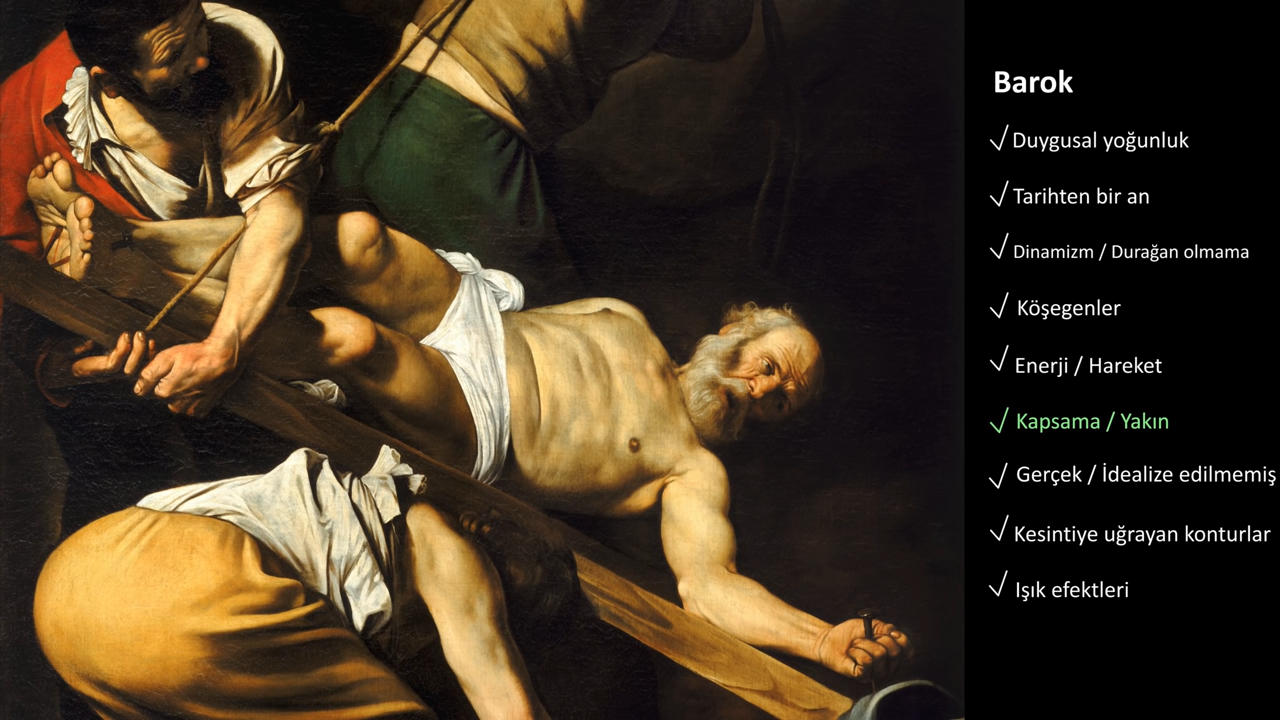 Barok
Duygusal yoğunluk
Tarihten bir an
Dinamizm / Durağan olmama
Köşegenler
Enerji / Hareket
Kapsama / Yakın
Gerçek / İdealize edilmemiş
Kesintiye uğrayan konturlar
Işık efektleri